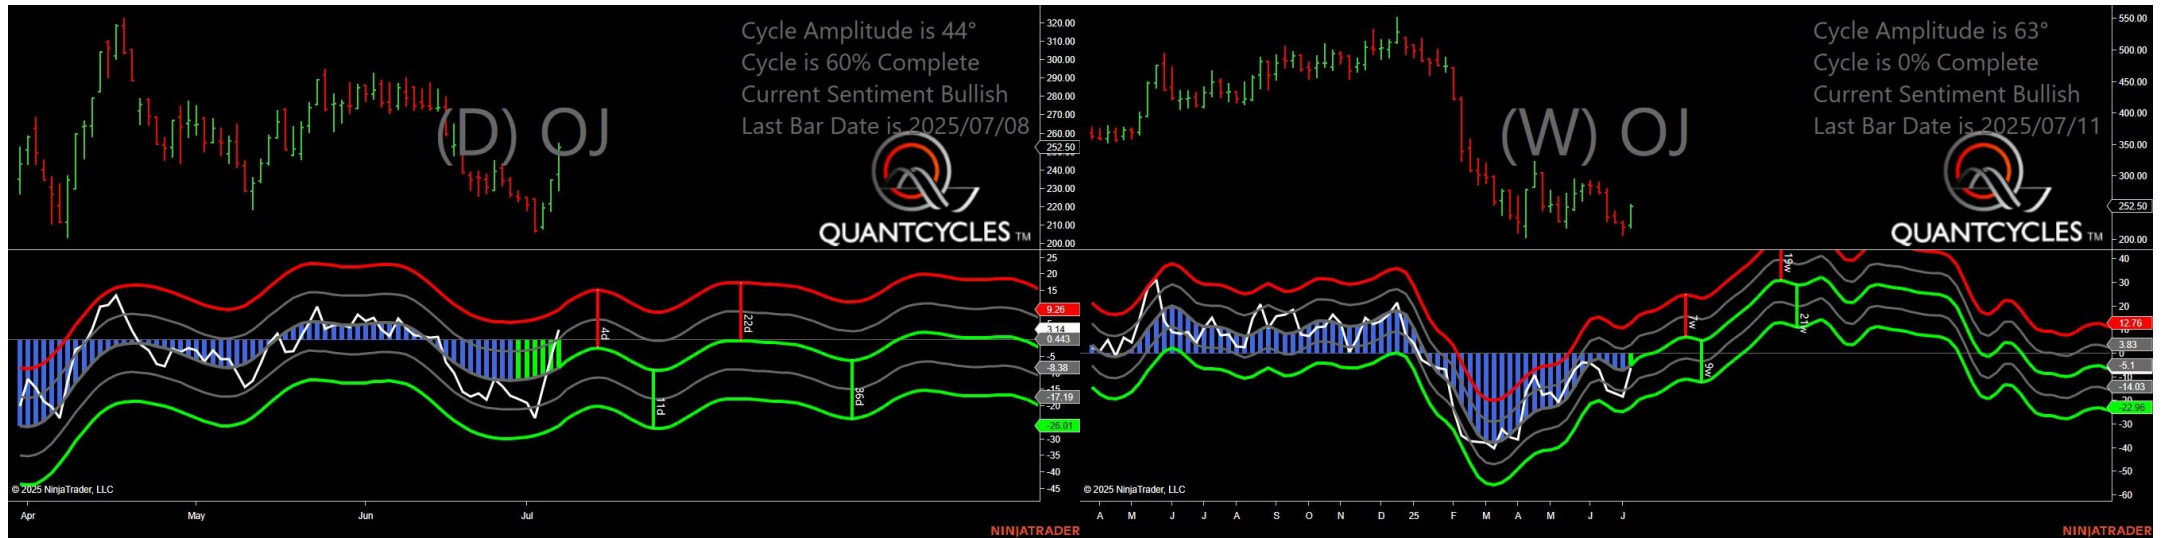 Cycle Amplitude is 44°
Cycle is 60% Complete
Current Sentiment Bullish
Last Bar Date is 2025/07/08
(D) OJ
QUANTCYCLES TM
320.00
310.00
300.00
290.00
280.00
270.00
260.00
252.50
240.00
230.00
220.00
210.00
200.00
25
20
15
9.26
3.14
0.443
-5
-8.38
-15
-17.19
-20
-26.01
-30
-35
-40
-45
4d
11d
22d
36d
© 2025 NinjaTrader, LLC
Apr May Jun Jul
NINJATRADER
Cycle Amplitude is 63°
Cycle is 0% Complete
Current Sentiment Bullish
Last Bar Date is 2025/07/11
(W) OJ
QUANTCYCLES TM
550.00
500.00
450.00
400.00
350.00
300.00
252.50
200.00
40
30
20
12.76
3.83
0
-5.1
-10
-14.03
-22.96
-30
-40
-50
-60
7w
9w
19w
21w
© 2025 NinjaTrader, LLC
A M J J A S O N D 25 F M A M J J
NINJATRADER